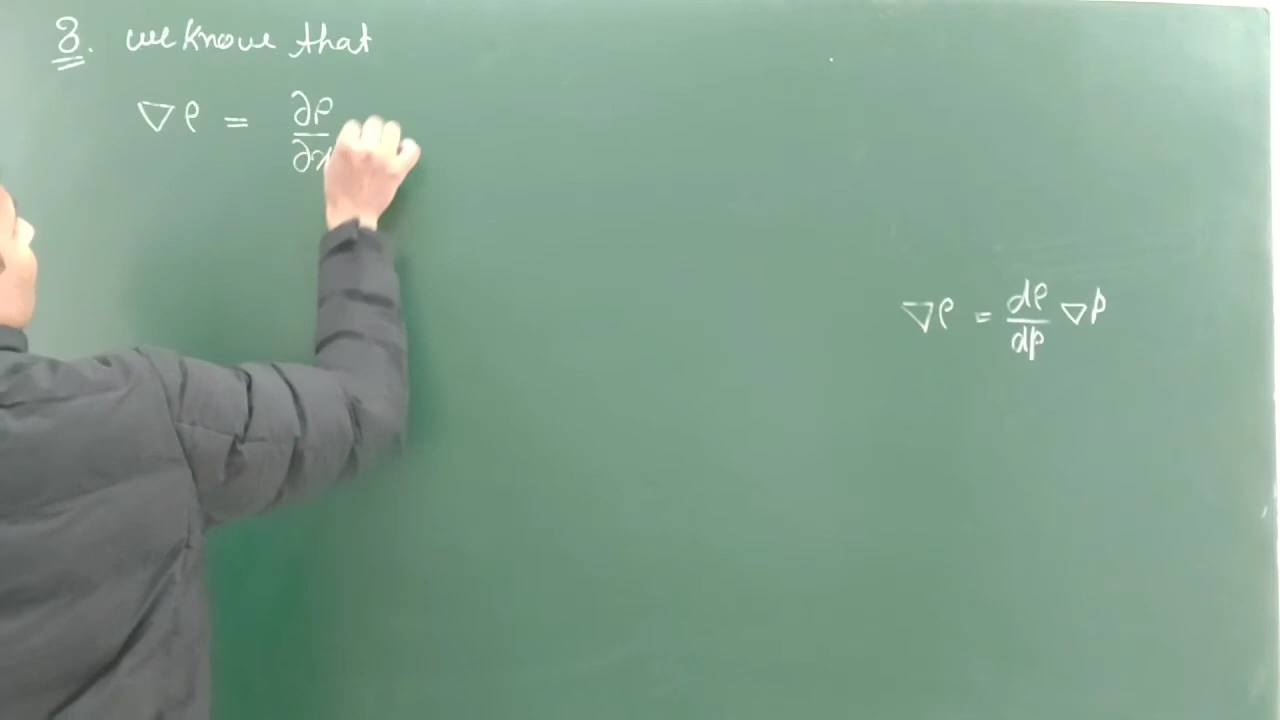 8. we know that
∇ρ = ∂ρ/∂x
∇ρ = dρ/dp ∇p